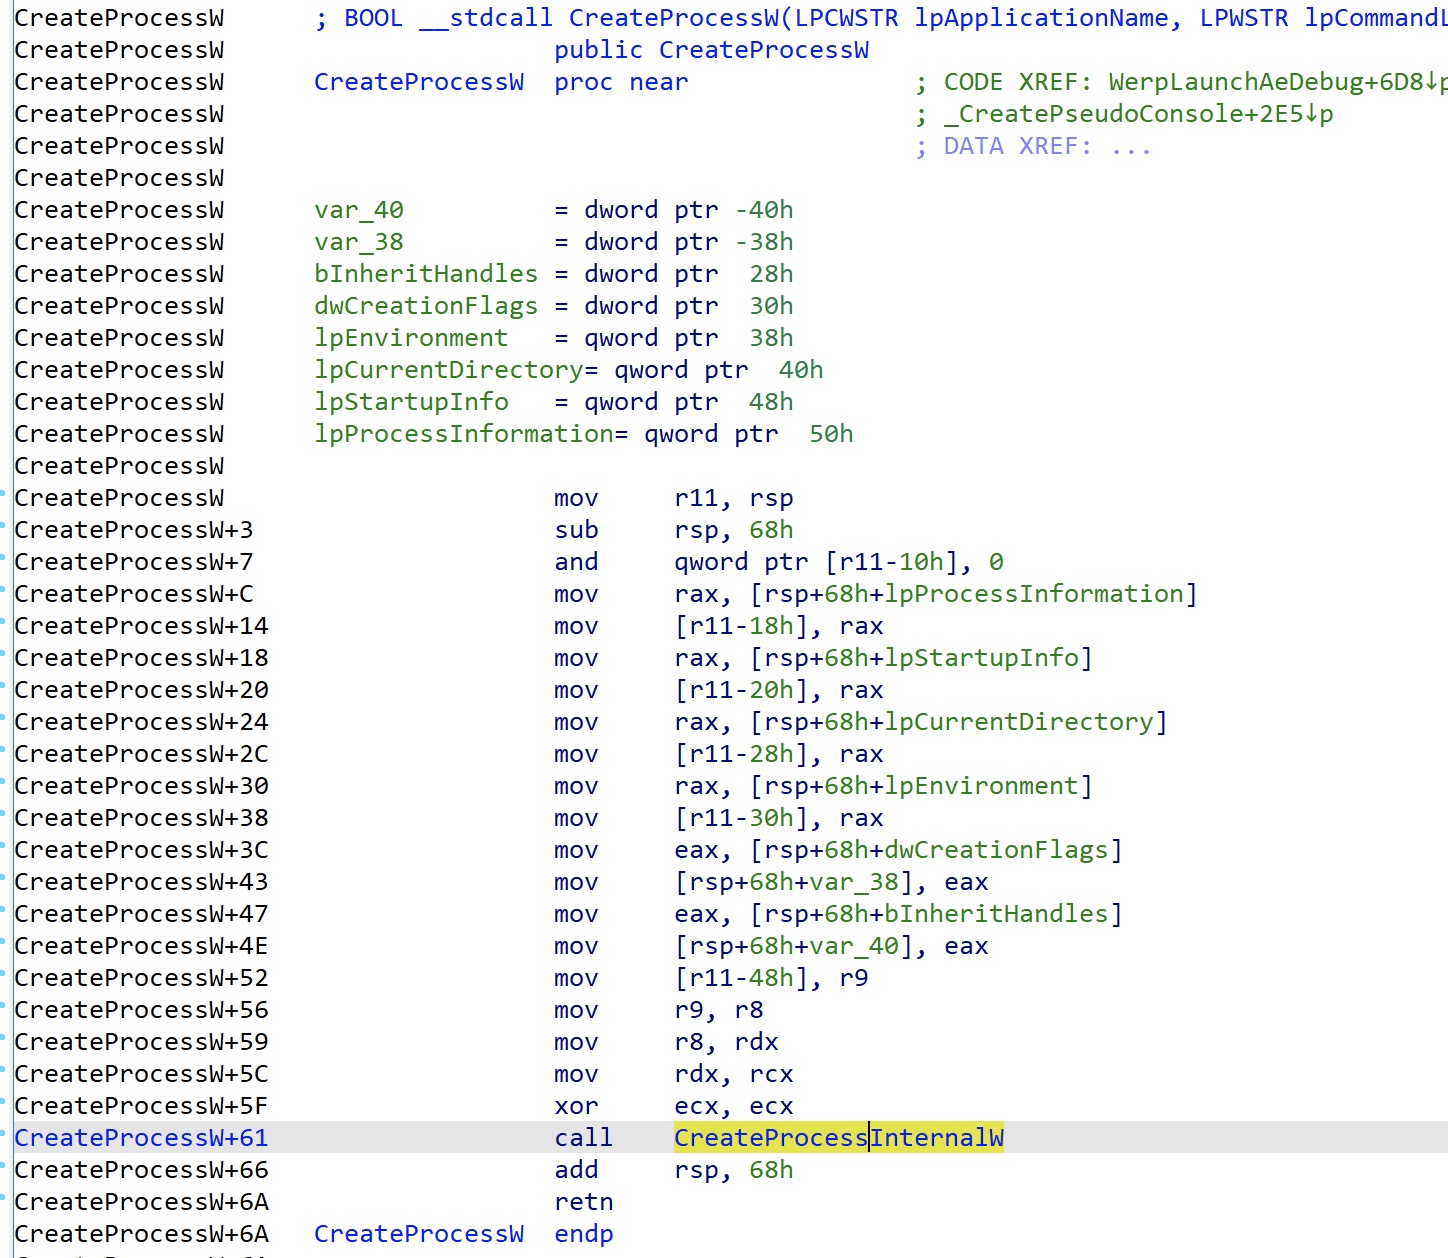 CreateProcessW ; BOOL __stdcall CreateProcessW(LPCWSTR lpApplicationName, LPWSTR lpCommandL
CreateProcessW public CreateProcessW
CreateProcessW CreateProcessW proc near ; CODE XREF: WerpLaunchAeDebug+6D8↓p
CreateProcessW ; _CreatePseudoConsole+2E5↓p
CreateProcessW ; DATA XREF: ...
CreateProcessW
CreateProcessW var_40 = dword ptr -40h
CreateProcessW var_38 = dword ptr -38h
CreateProcessW bInheritHandles = dword ptr 28h
CreateProcessW dwCreationFlags = dword ptr 30h
CreateProcessW lpEnvironment = qword ptr 38h
CreateProcessW lpCurrentDirectory= qword ptr 40h
CreateProcessW lpStartupInfo = qword ptr 48h
CreateProcessW lpProcessInformation= qword ptr 50h
CreateProcessW
CreateProcessW mov r11, rsp
CreateProcessW+3 sub rsp, 68h
CreateProcessW+7 and qword ptr [r11-10h], 0
CreateProcessW+C mov rax, [rsp+68h+lpProcessInformation]
CreateProcessW+14 mov [r11-18h], rax
CreateProcessW+18 mov rax, [rsp+68h+lpStartupInfo]
CreateProcessW+20 mov [r11-20h], rax
CreateProcessW+24 mov rax, [rsp+68h+lpCurrentDirectory]
CreateProcessW+2C mov [r11-28h], rax
CreateProcessW+30 mov rax, [rsp+68h+lpEnvironment]
CreateProcessW+38 mov [r11-30h], rax
CreateProcessW+3C mov eax, [rsp+68h+dwCreationFlags]
CreateProcessW+43 mov [rsp+68h+var_38], eax
CreateProcessW+47 mov eax, [rsp+68h+bInheritHandles]
CreateProcessW+4E mov [rsp+68h+var_40], eax
CreateProcessW+52 mov [r11-48h], r9
CreateProcessW+56 mov r9, r8
CreateProcessW+59 mov r8, rdx
CreateProcessW+5C mov rdx, rcx
CreateProcessW+5F xor ecx, ecx
CreateProcessW+61 call CreateProcessInternalW
CreateProcessW+66 add rsp, 68h
CreateProcessW+6A retn
CreateProcessW+6A CreateProcessW endp